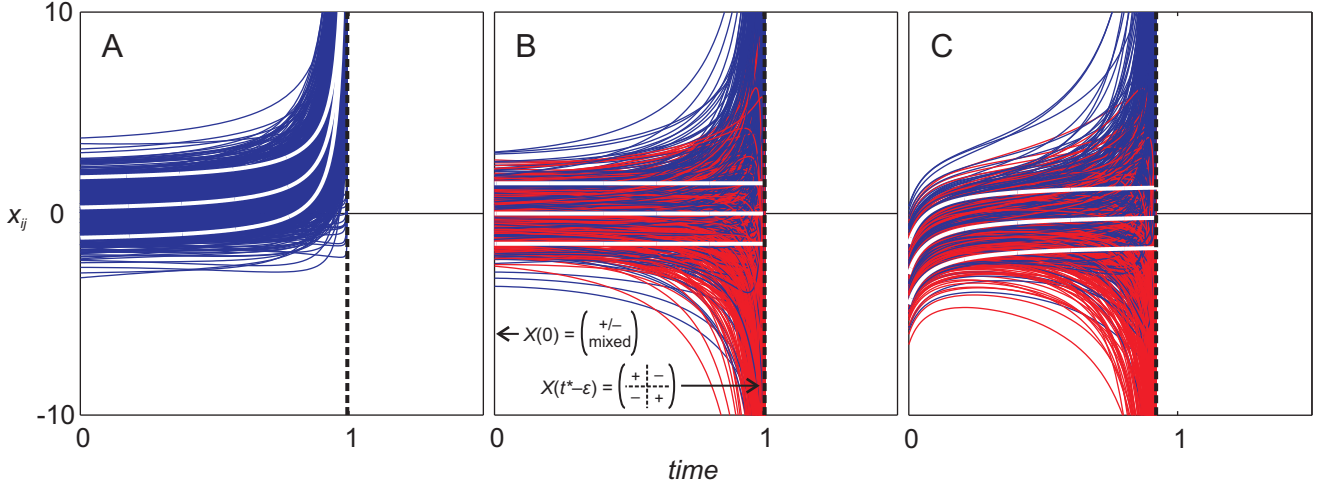 10
A
B
C
x_ij
0
X(0) = ( +/– mixed )
X(t*–ε) = ( + – – + )
-10
0
1
0
1
0
1
time